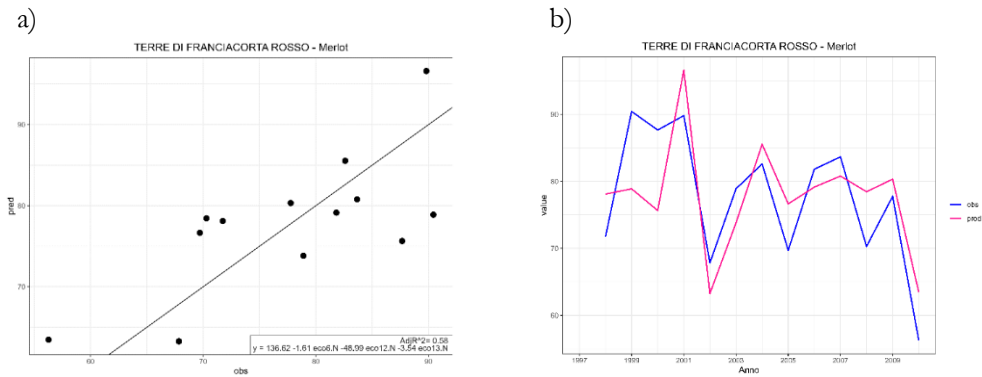 a)
TERRE DI FRANCIACORTA ROSSO - Merlot
90
80
70
pred
60
70
80
90
obs
AdjR^2= 0.58
y = 136.62 -1.61 eco6.N -48.99 eco12.N -3.54 eco13.N
b)
TERRE DI FRANCIACORTA ROSSO - Merlot
90
80
70
60
value
1997
1999
2001
2003
2005
2007
2009
Anno
obs
pred